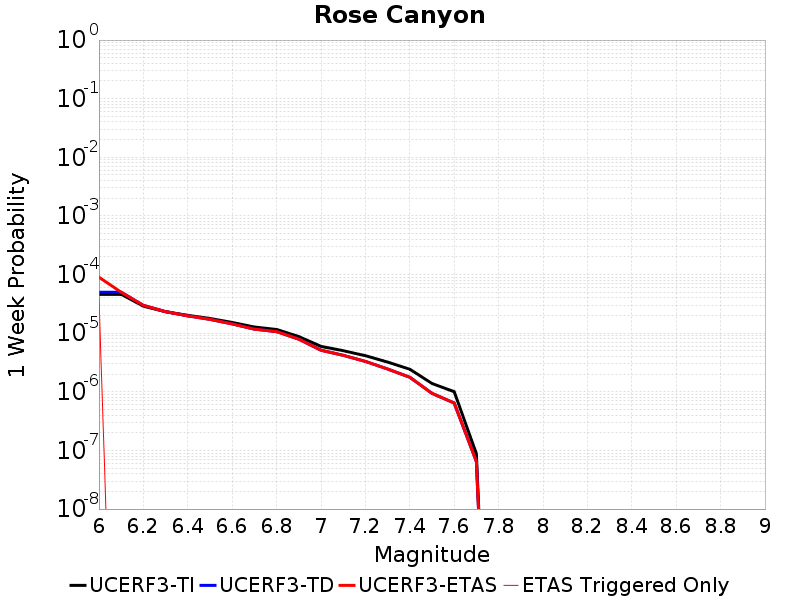 Rose Canyon
1 Week Probability
10^0
10^-1
10^-2
10^-3
10^-4
10^-5
10^-6
10^-7
10^-8
6 6.2 6.4 6.6 6.8 7 7.2 7.4 7.6 7.8 8 8.2 8.4 8.6 8.8 9
Magnitude
UCERF3-TI UCERF3-TD UCERF3-ETAS ETAS Triggered Only